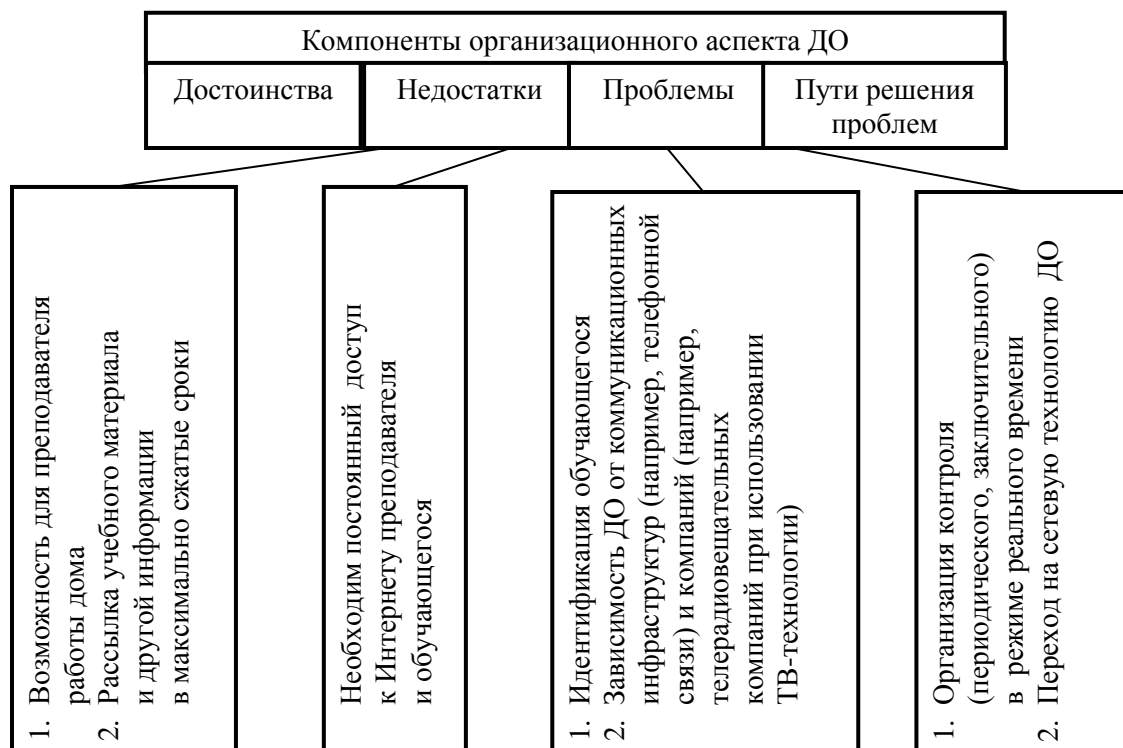 Компоненты организационного аспекта ДО
Достоинства
Недостатки
Проблемы
Пути решения
проблем
1. Возможность для преподавателя
работы дома
2. Рассылка учебного материала
и другой информации
в максимально сжатые сроки
Необходим постоянный доступ
к Интернету преподавателя
и обучающегося
1. Идентификация обучающегося
2. Зависимость ДО от коммуникационных
инфраструктур (например, телефонной
связи) и компаний (например,
телерадиовещательных
компаний при использовании
ТВ-технологии)
1. Организация контроля
(периодического, заключительного)
в режиме реального времени
2. Переход на сетевую технологию ДО